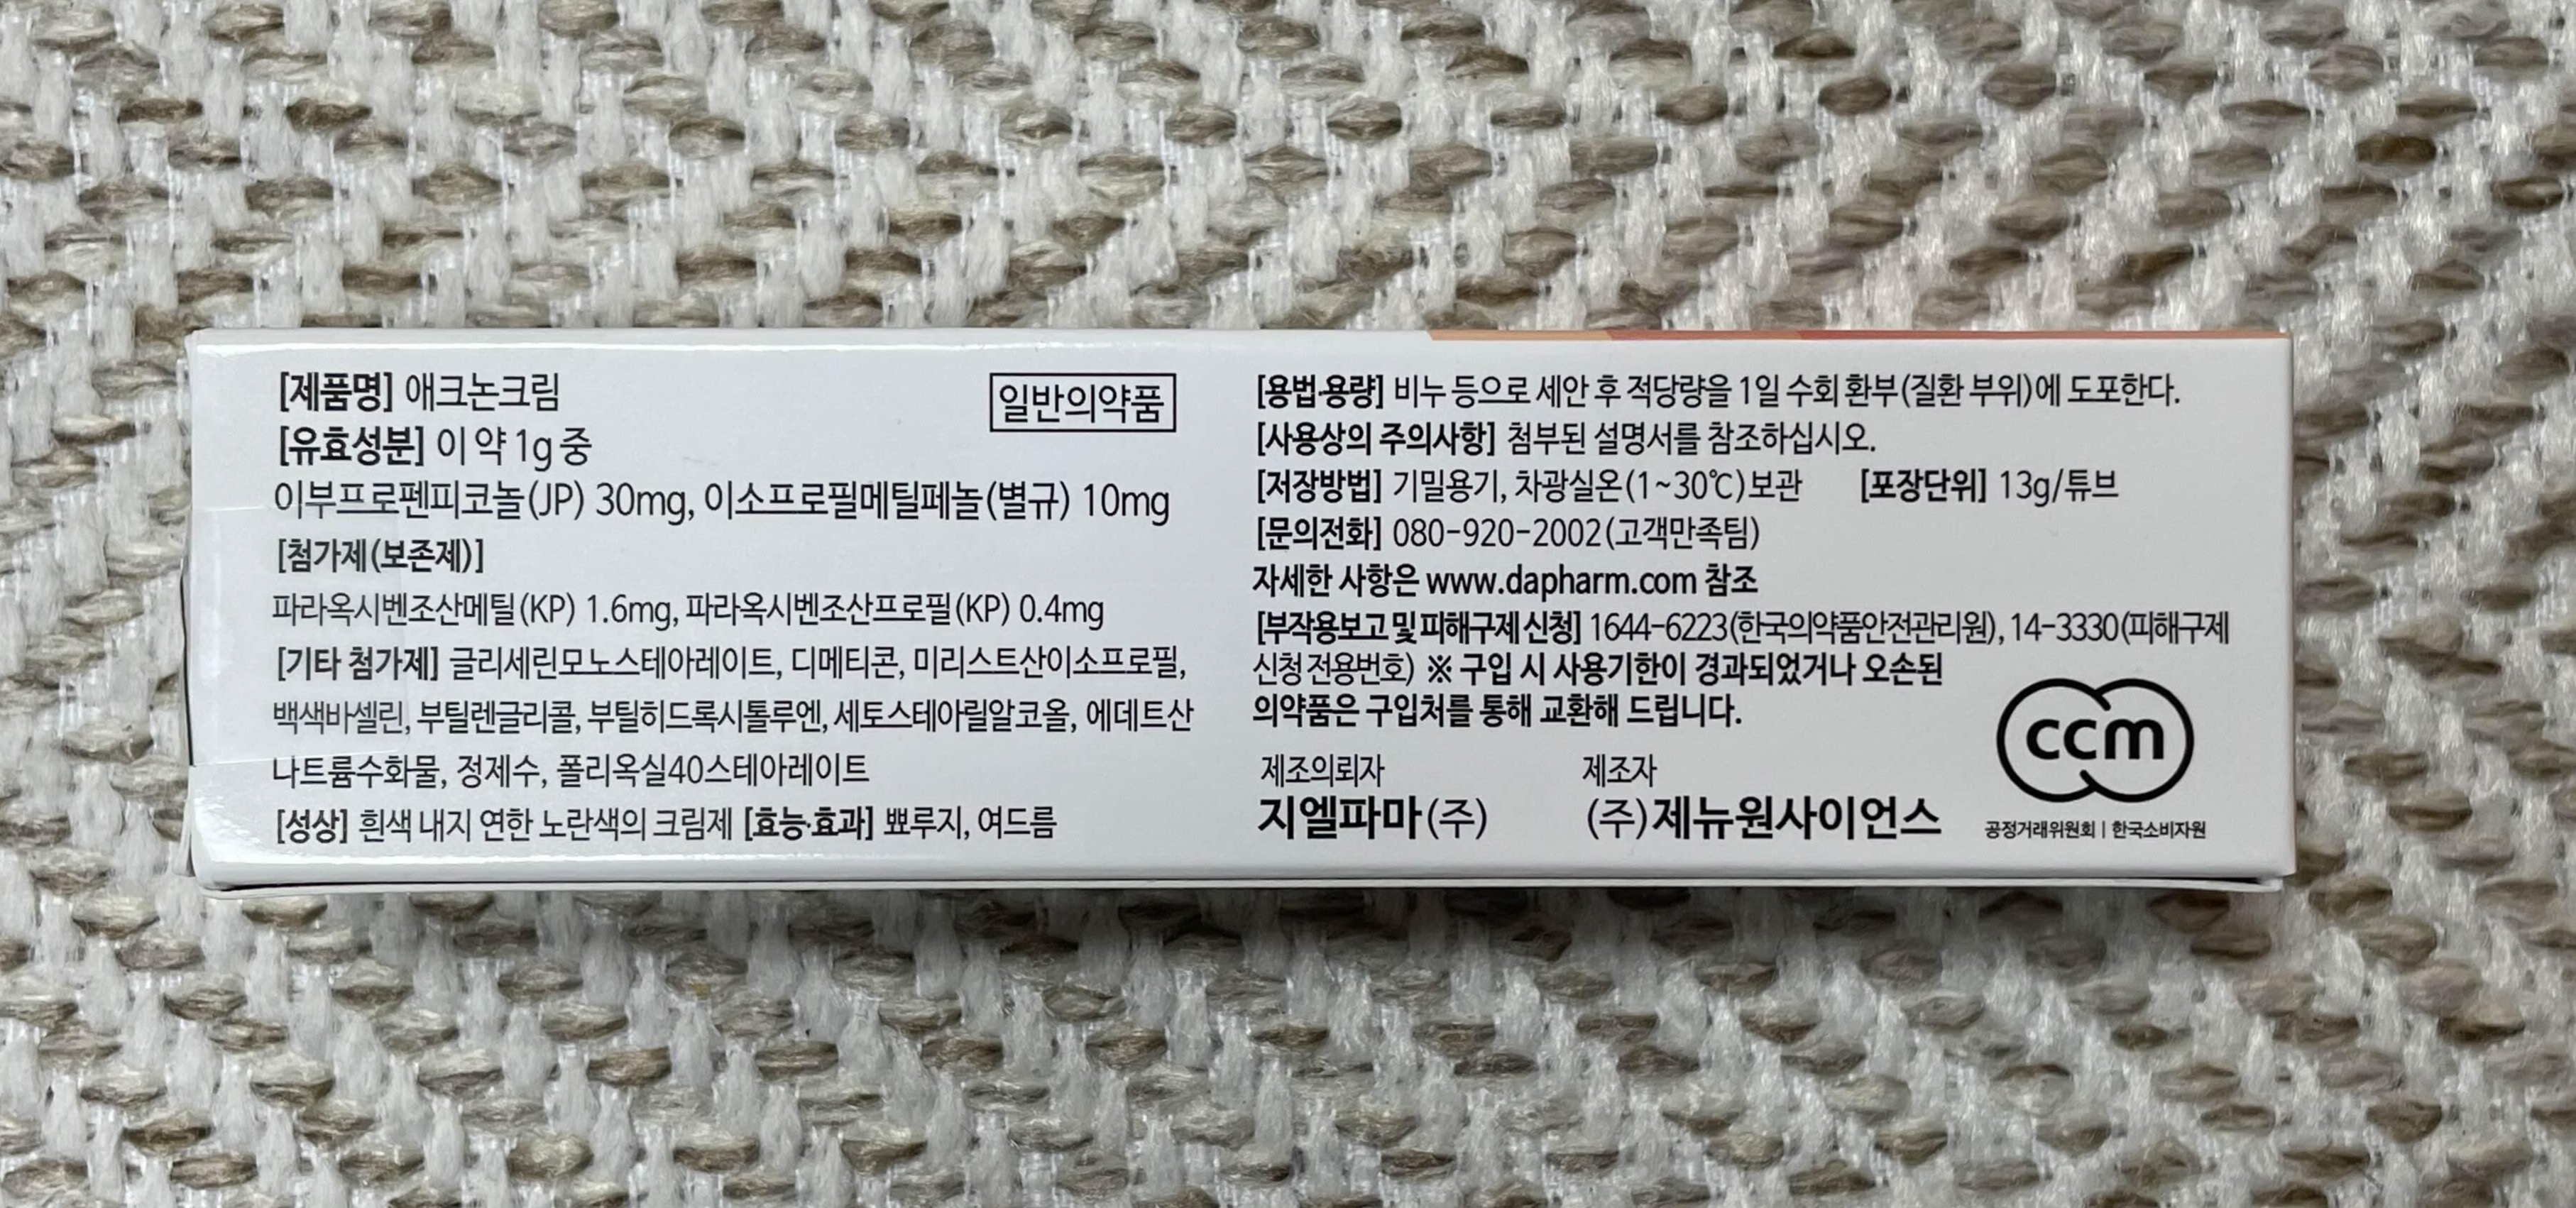 [제품명] 애크논크림
일반의약품
[유효성분] 이 약 1g 중
이부프로펜피코놀(JP) 30mg, 이소프로필메틸페놀(별규) 10mg
[첨가제(보존제)]
파라옥시벤조산메틸(KP) 1.6mg, 파라옥시벤조산프로필(KP) 0.4mg
[기타 첨가제] 글리세린모노스테아레이트, 디메티콘, 미리스트산이소프로필,
백색바셀린, 부틸렌글리콜, 부틸히드록시톨루엔, 세토스테아릴알코올, 에데트산
나트륨수화물, 정제수, 폴리옥실40스테아레이트
[성상] 흰색 내지 연한 노란색의 크림제 [효능·효과] 뾰루지, 여드름
[용법·용량] 비누 등으로 세안 후 적당량을 1일 수회 환부(질환 부위)에 도포한다.
[사용상의 주의사항] 첨부된 설명서를 참조하십시오.
[저장방법] 기밀용기, 차광실온(1~30℃)보관 [포장단위] 13g/튜브
[문의전화] 080-920-2002(고객만족팀)
자세한 사항은 www.dapharm.com 참조
[부작용보고 및 피해구제 신청] 1644-6223(한국의약품안전관리원), 14-3330(피해구제
신청 전용번호) ※ 구입 시 사용기한이 경과되었거나 오손된
의약품은 구입처를 통해 교환해 드립니다.
제조의뢰자 제조자
지엘파마(주) (주)제뉴원사이언스
ccm
공정거래위원회 | 한국소비자원